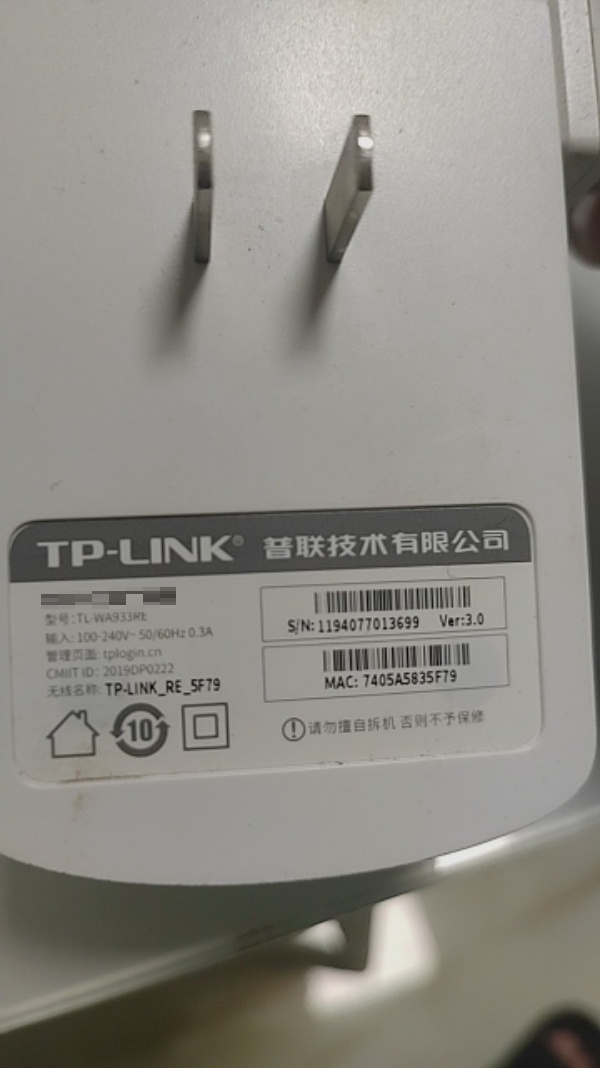 TP-LINK® 普联技术有限公司
型号: TL-WA933RE
输入: 100-240V~ 50/60Hz 0.3A
管理页面: tplogin.cn
CMIIT ID: 2019DP0222
无线名称: TP-LINK_RE_5F79
10
S/N: 1194077013699 Ver:3.0
MAC: 7405A5835F79
请勿擅自拆机 否则不予保修